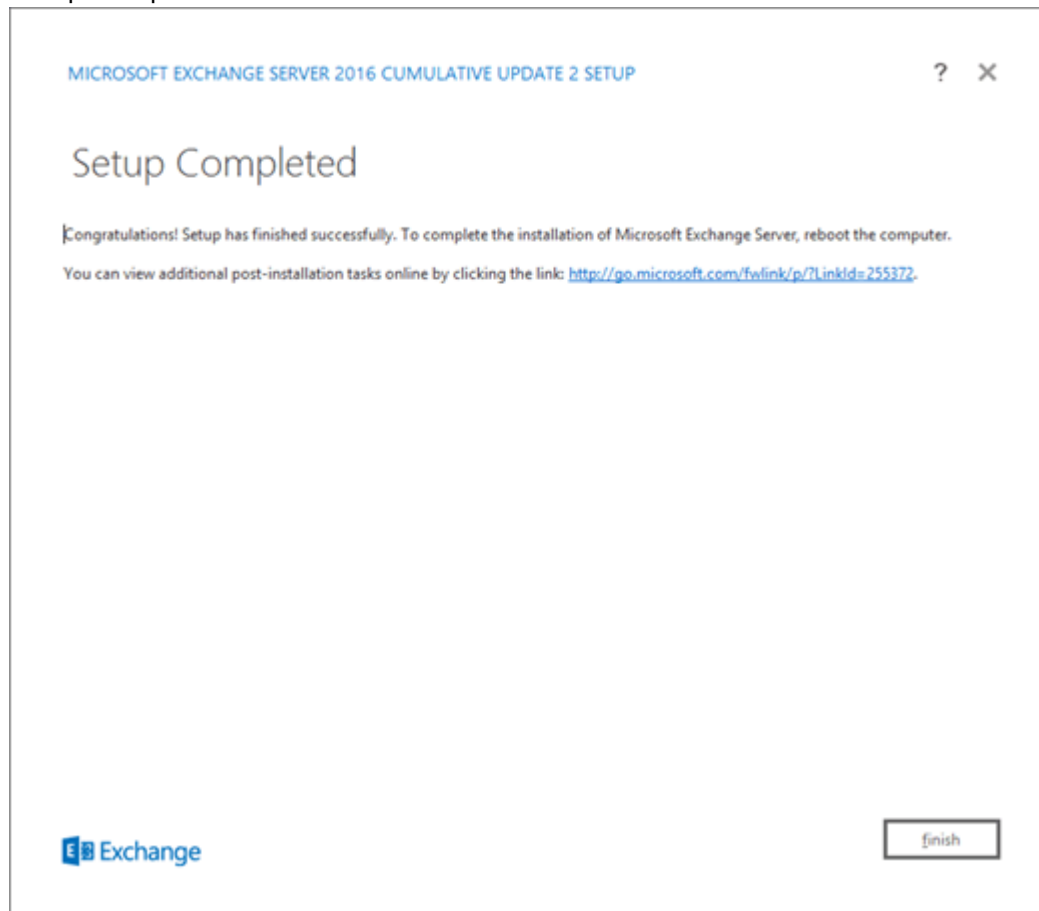 MICROSOFT EXCHANGE SERVER 2016 CUMULATIVE UPDATE 2 SETUP ? ✕
Setup Completed
Congratulations! Setup has finished successfully. To complete the installation of Microsoft Exchange Server, reboot the computer.
You can view additional post-installation tasks online by clicking the link: http://go.microsoft.com/fwlink/p/?LinkId=255372.
Exchange
finish